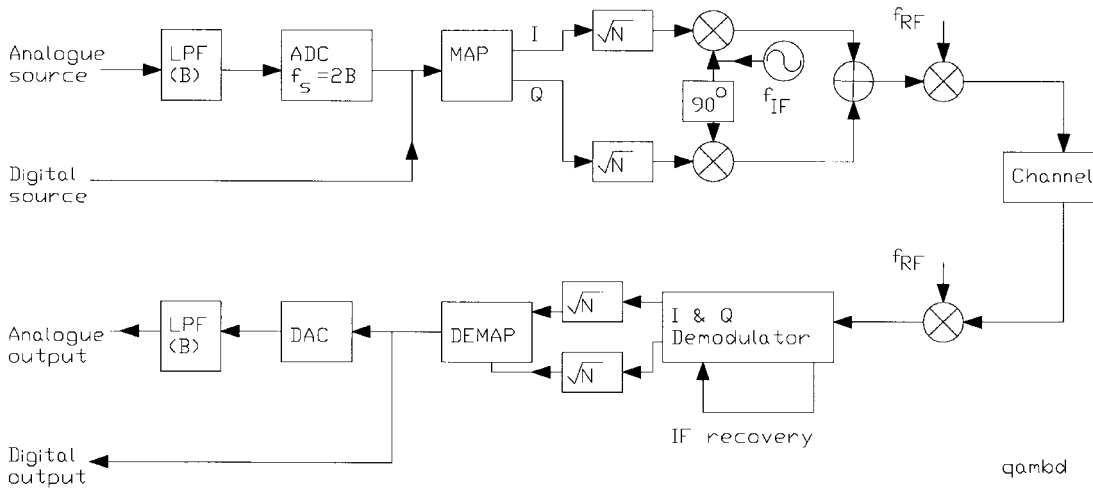 Analogue
source
LPF
(B)
ADC
f_s=2B
MAP
I
Q
√N
√N
90°
f_IF
f_RF
Digital
source
Channel
f_RF
Analogue
output
LPF
(B)
DAC
DEMAP
√N
√N
I & Q
Demodulator
IF recovery
Digital
output
qambd